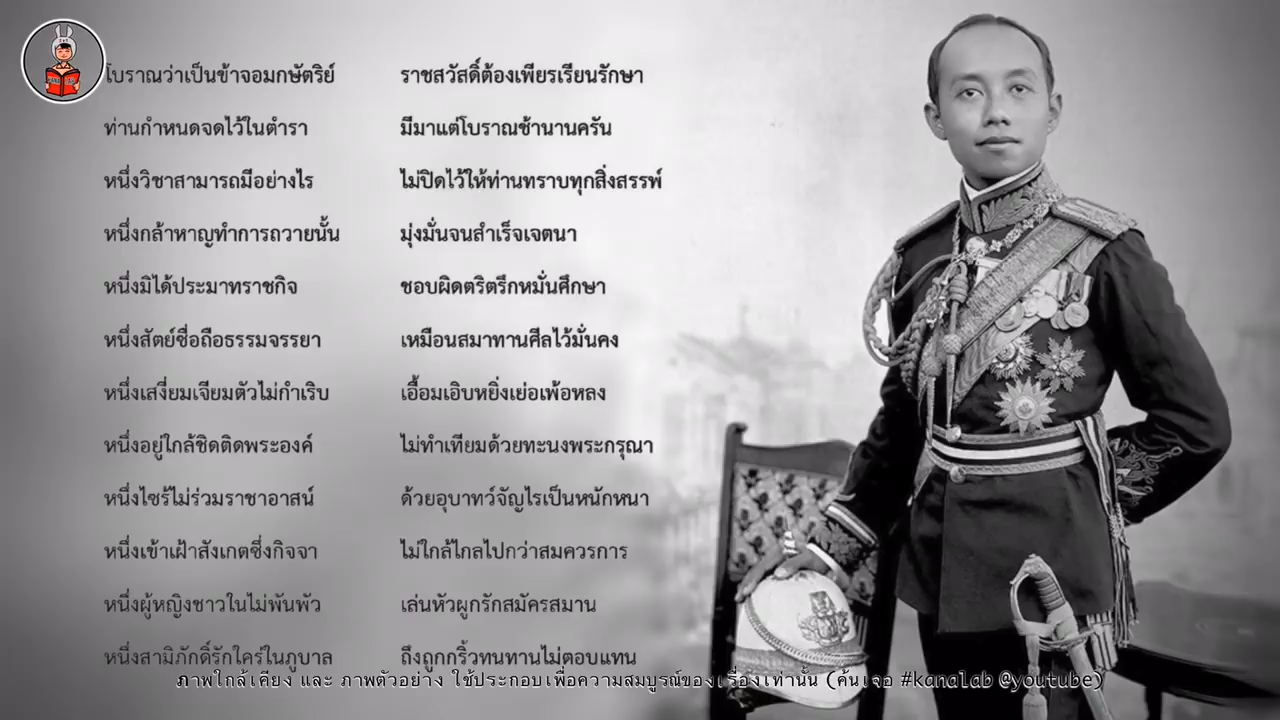 โบราณว่าเป็นข้าจอมกษัตริย์ ราชสวัสดิ์ต้องเพียรเรียนรักษา
ท่านกำหนดจดไว้ในตำรา มีมาแต่โบราณช้านานครัน
หนึ่งวิชาสามารถมีอย่างไร ไม่ปิดไว้ให้ท่านทราบทุกสิ่งสรรพ์
หนึ่งกล้าหาญทำการถวายนั้น มุ่งมั่นจนสำเร็จเจตนา
หนึ่งมิได้ประมาทราชกิจ ชอบผิดตริตรึกหมั่นศึกษา
หนึ่งสัตย์ซื่อถือธรรมจรรยา เหมือนสมาทานศีลไว้มั่นคง
หนึ่งเสงี่ยมเจียมตัวไม่กำเริบ เอื้อมเอิบหยิ่งเย่อเพ้อหลง
หนึ่งอยู่ใกล้ชิดติดพระองค์ ไม่ทำเทียมด้วยทะนงพระกรุณา
หนึ่งไซร้ไม่ร่วมราชาอาสน์ ด้วยอุบาทว์จัญไรเป็นหนักหนา
หนึ่งเข้าเฝ้าสังเกตซึ่งกิจจา ไม่ใกล้ไกลไปกว่าสมควรการ
หนึ่งผู้หญิงชาวในไม่พันพัว เล่นหัวผูกรักสมัครสมาน
หนึ่งสามิภักดิ์รักใคร่ในภูบาล ถึงถูกกริ้วทนทานไม่ตอบแทน
ภาพใกล้เคียง และ ภาพตัวอย่าง ใช้ประกอบเพื่อความสมบูรณ์ของเรื่องเท่านั้น (ค้นเจอ #kanalab @youtube)